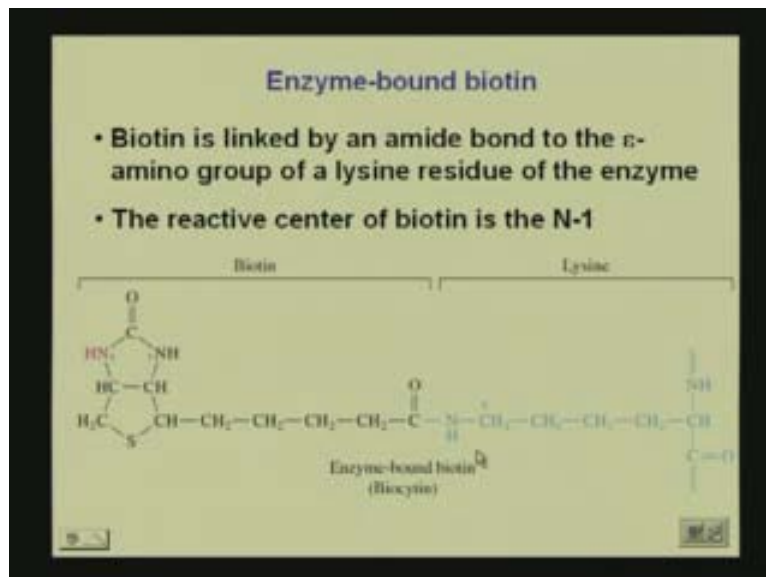 Enzyme-bound biotin
• Biotin is linked by an amide bond to the ε-
amino group of a lysine residue of the enzyme
• The reactive center of biotin is the N-1
Biotin Lysine
O
C
HN NH O NH
HC—CH
H₂C S CH—CH₂—CH₂—CH₂—CH₂—C—N—CH₂—CH₂—CH₂—CH₂—CH
H
C=O
Enzyme-bound biotin
(Biocytin)